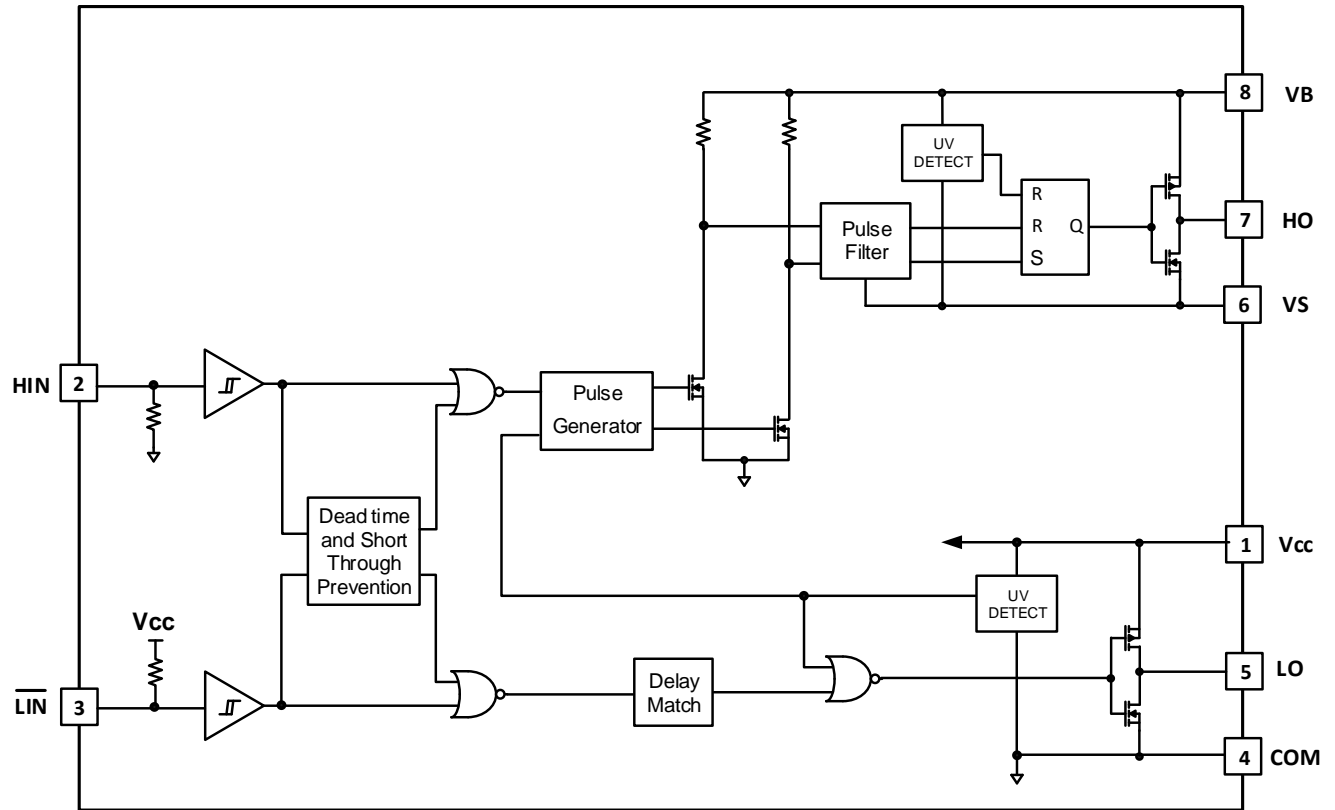 8 VB
UV
DETECT
R
R Q
S
Pulse
Filter
7 HO
6 VS
HIN 2
Pulse
Generator
Dead time
and Short
Through
Prevention
1 Vcc
UV
DETECT
Vcc
LIN 3
Delay
Match
5 LO
4 COM